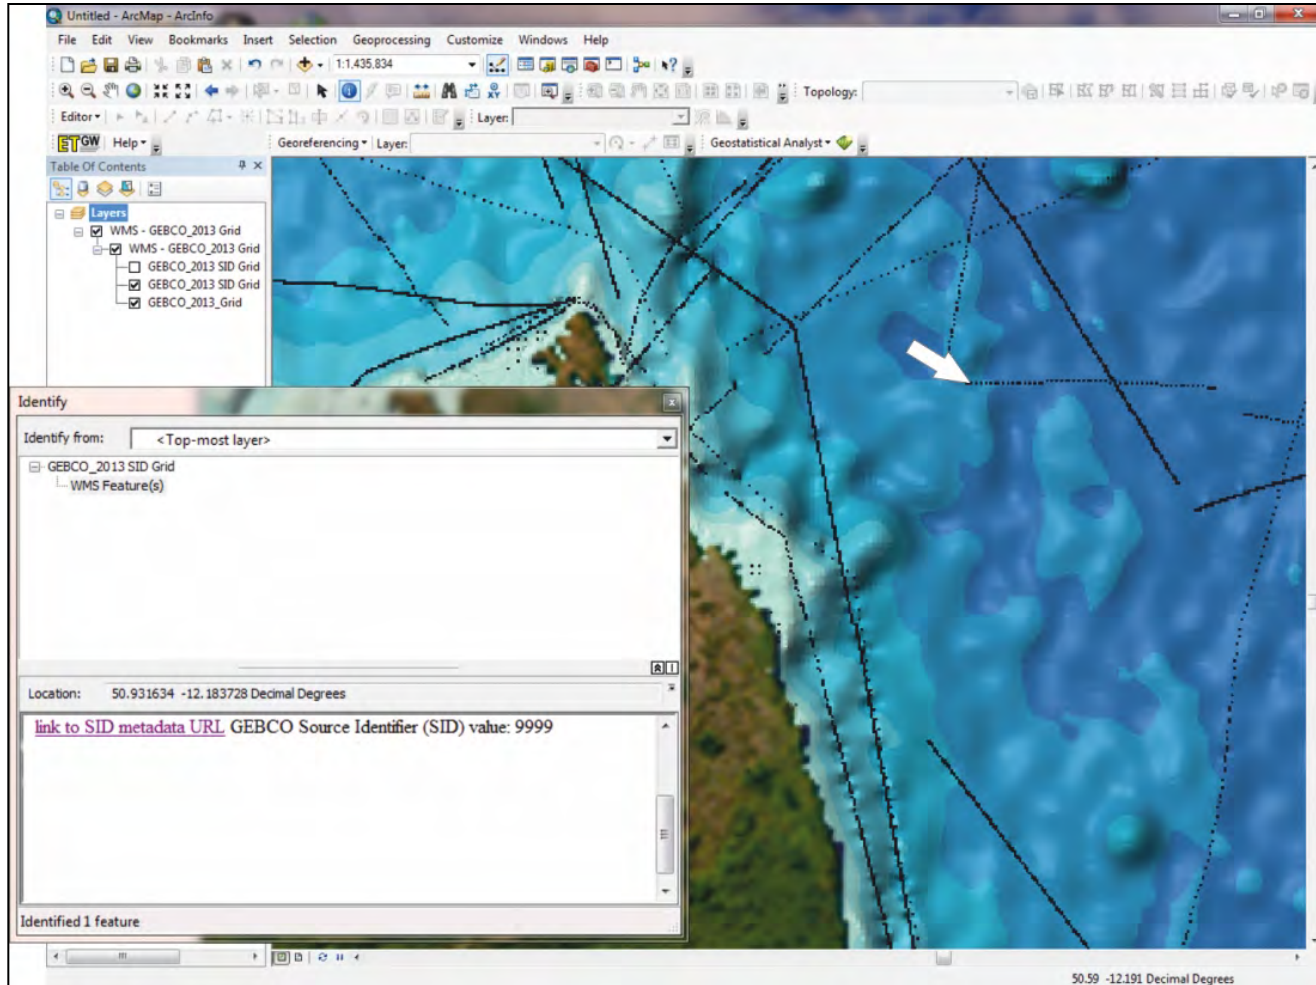 Untitled - ArcMap - ArcInfo
File Edit View Bookmarks Insert Selection Geoprocessing Customize Windows Help
1:1,435,834
Topology:
Editor Layer:
ETGW Help Georeferencing Layer: Geostatistical Analyst
Table Of Contents
Layers
WMS - GEBCO_2013 Grid
WMS - GEBCO_2013 Grid
GEBCO_2013 SID Grid
GEBCO_2013 SID Grid
GEBCO_2013_Grid
Identify
Identify from: <Top-most layer>
GEBCO_2013 SID Grid
WMS Feature(s)
Location: 50.931634 -12.183728 Decimal Degrees
link to SID metadata URL GEBCO Source Identifier (SID) value: 9999
Identified 1 feature
50.59 -12.191 Decimal Degrees